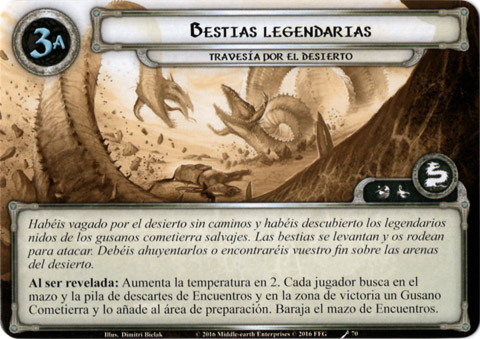 3A
Bestias legendarias
Travesía por el desierto
Habéis vagado por el desierto sin caminos y habéis descubierto los legendarios
nidos de los gusanos cometierra salvajes. Las bestias se levantan y os rodean
para atacar. Debéis ahuyentarlos o encontraréis vuestro fin sobre las arenas
del desierto.
Al ser revelada: Aumenta la temperatura en 2. Cada jugador busca en el
mazo y la pila de descartes de Encuentros y en la zona de victoria un Gusano
Cometierra y lo añade al área de preparación. Baraja el mazo de Encuentros.
Illus. Dimitri Bielak © 2016 Middle-earth Enterprises © 2016 FFG 70